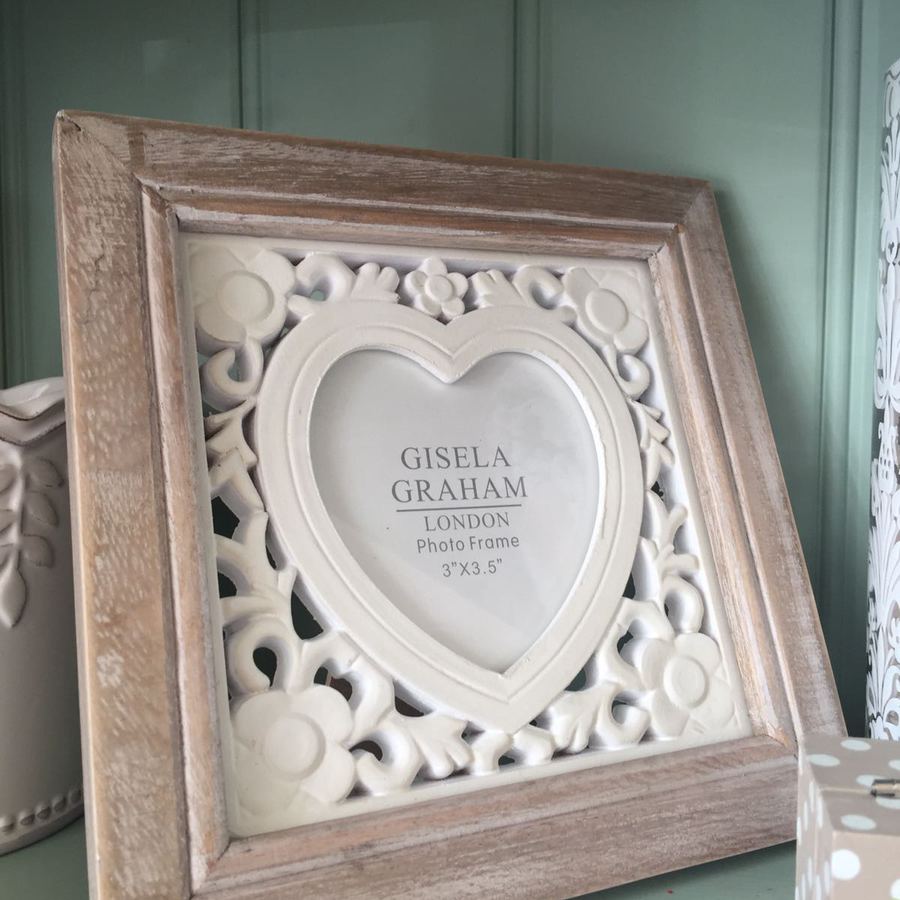 GISELA
GRAHAM
LONDON
Photo Frame
3"X3.5"